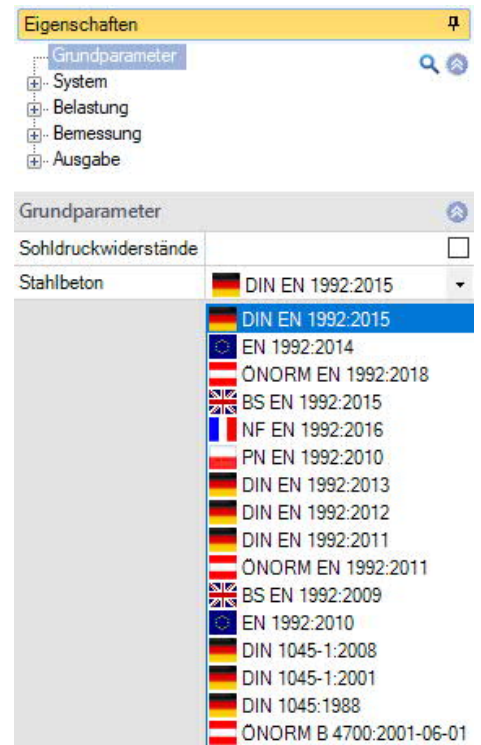 Eigenschaften
Grundparameter
System
Belastung
Bemessung
Ausgabe
Grundparameter
Sohldruckwiderstände
Stahlbeton DIN EN 1992:2015
DIN EN 1992:2015
EN 1992:2014
ÖNORM EN 1992:2018
BS EN 1992:2015
NF EN 1992:2016
PN EN 1992:2010
DIN EN 1992:2013
DIN EN 1992:2012
DIN EN 1992:2011
ÖNORM EN 1992:2011
BS EN 1992:2009
EN 1992:2010
DIN 1045-1:2008
DIN 1045-1:2001
DIN 1045:1988
ÖNORM B 4700:2001-06-01